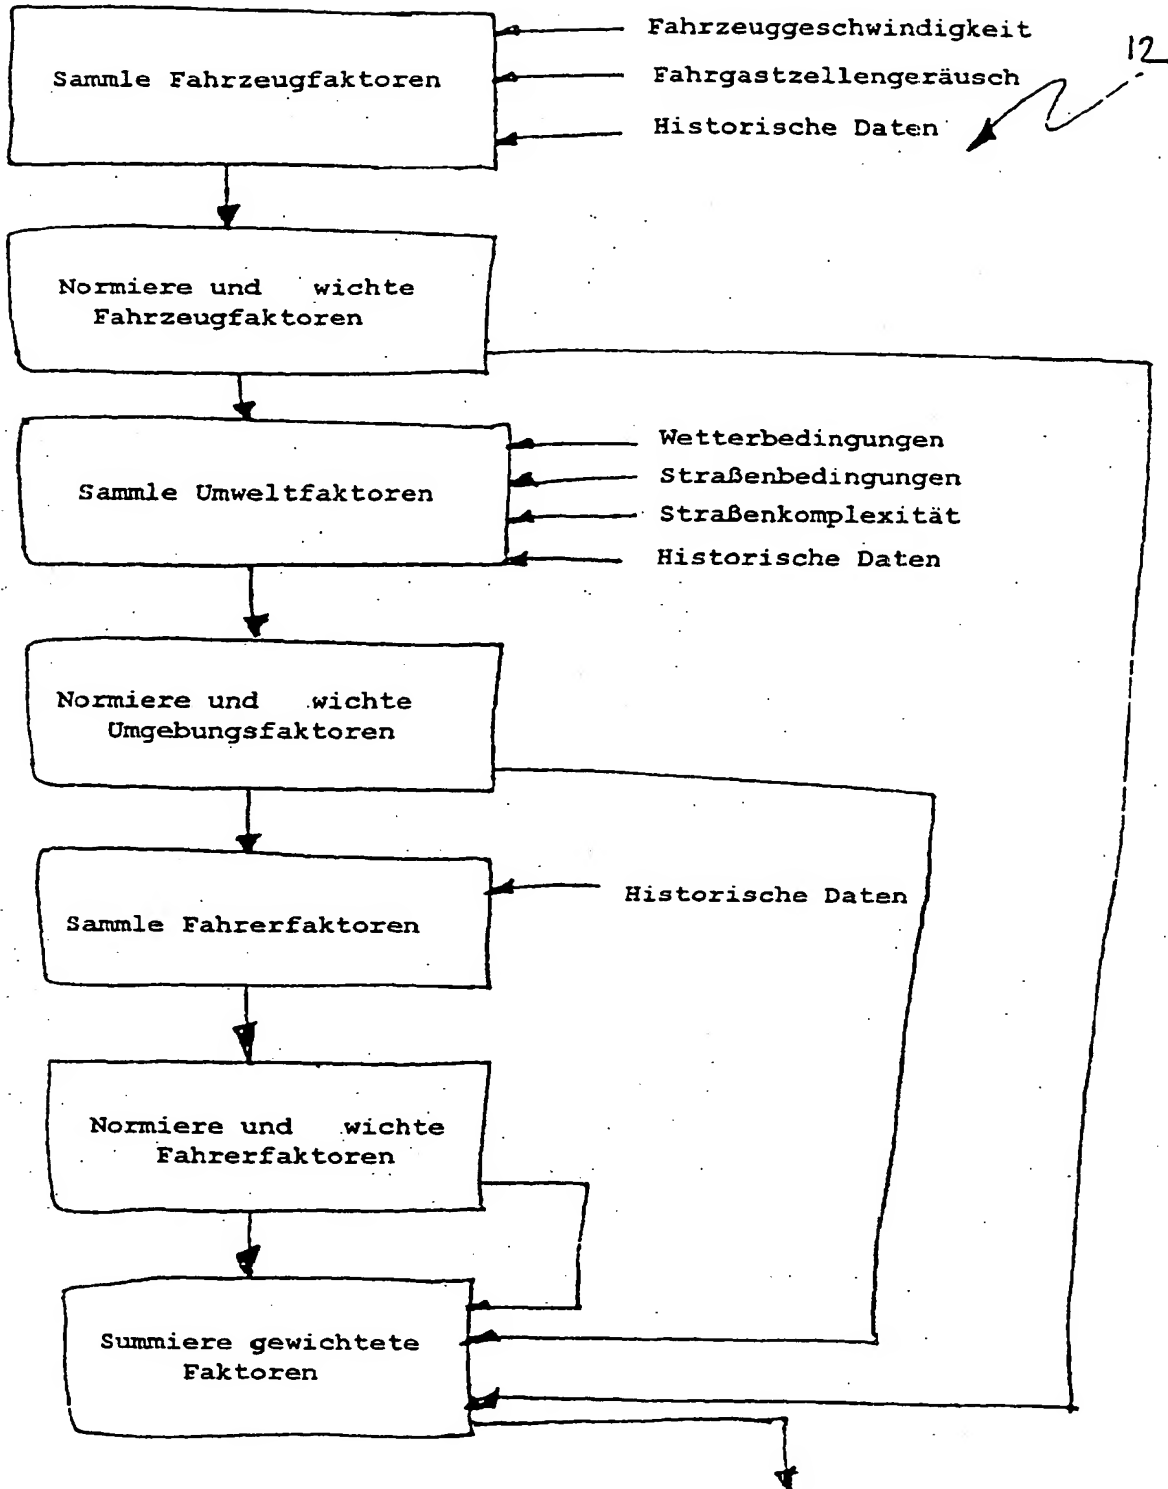 Fahrzeuggeschwindigkeit
12
Sammle Fahrzeugfaktoren
Fahrgastzellengeräusch
Historische Daten
Normiere und wichte
Fahrzeugfaktoren
Wetterbedingungen
Straßenbedingungen
Sammle Umweltfaktoren
Straßenkomplexität
Historische Daten
Normiere und wichte
Umgebungsfaktoren
Historische Daten
Sammle Fahrerfaktoren
Normiere und wichte
Fahrerfaktoren
Summiere gewichtete
Faktoren